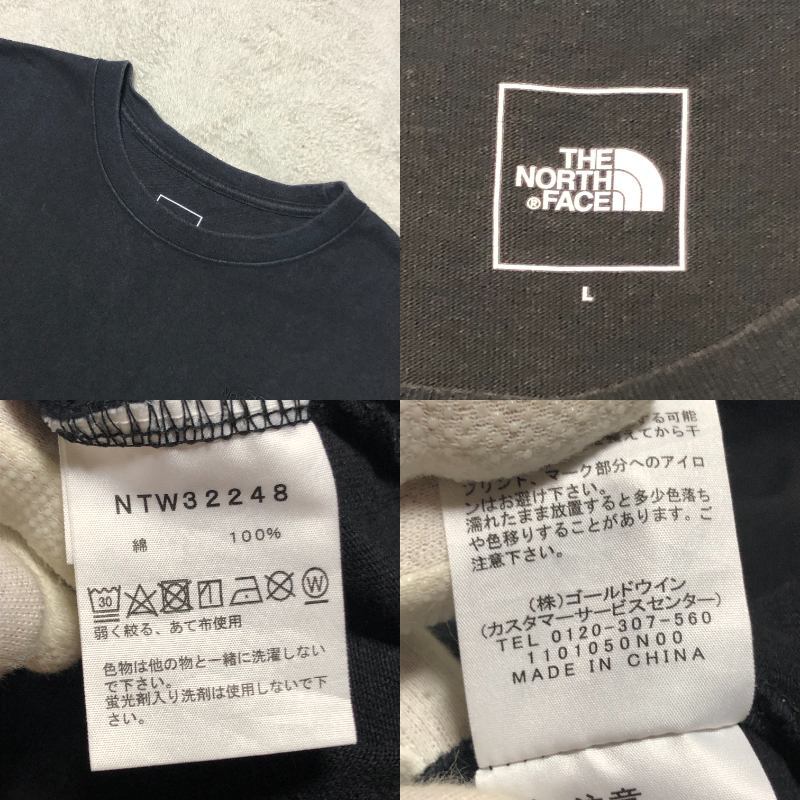 THE
NORTH
®FACE
L
NTW32248
綿 100%
30 W
弱く絞る、あて布使用
色物は他の物と一緒に洗濯しない
で下さい。
蛍光剤入り洗剤は使用しないで下
さい。
する可能
えてから干
プリント、マーク部分へのアイロ
ンはお避け下さい。
濡れたまま放置すると多少色落ち
や色移りすることがあります。ご
注意下さい。
(株)ゴールドウイン
(カスタマーサービスセンター)
TEL 0120-307-560
1101050N00
MADE IN CHINA
注意